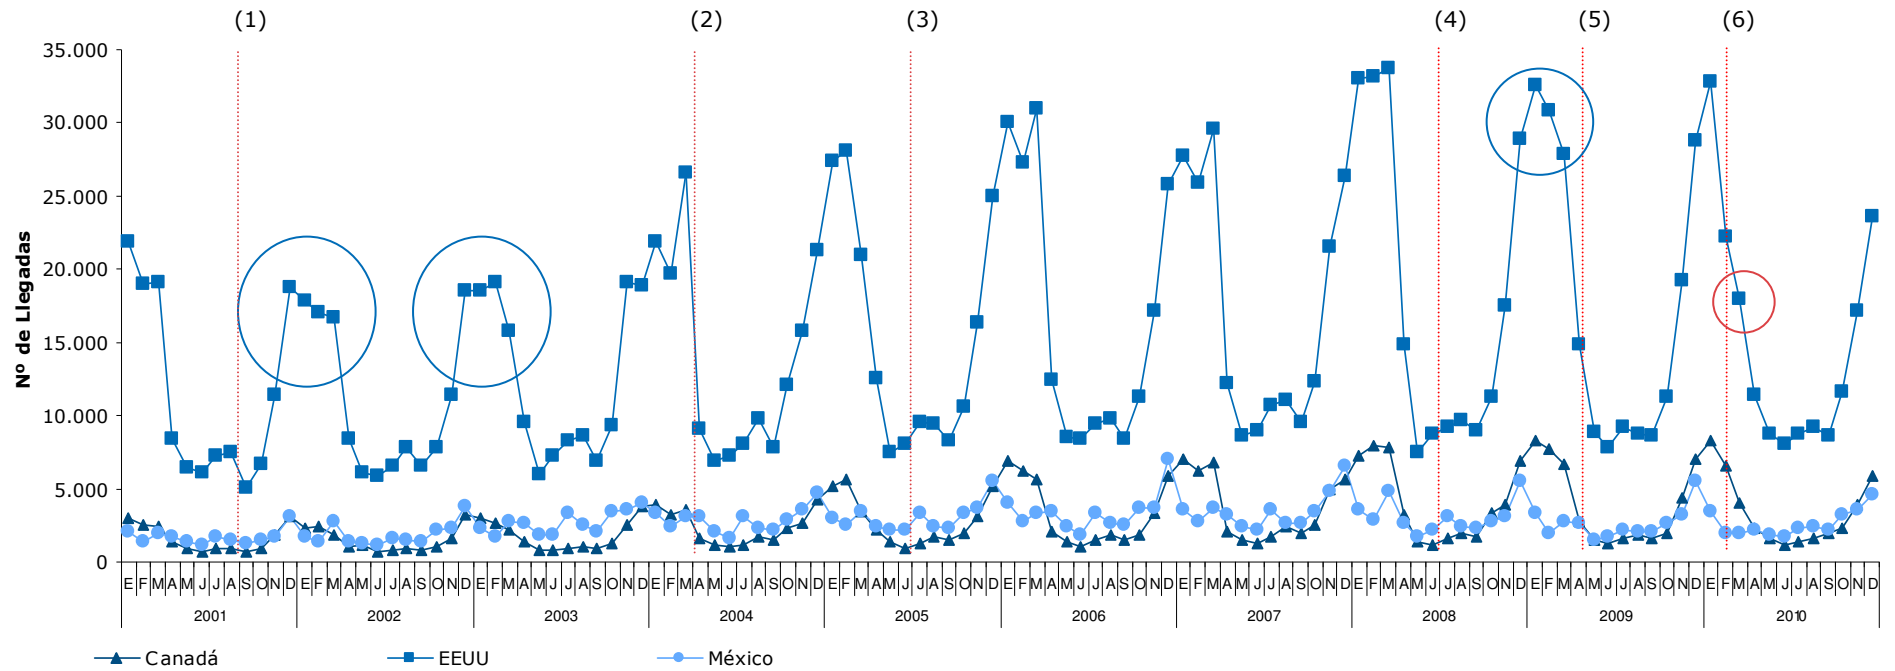 (1) (2) (3) (4) (5) (6)
35.000
30.000
25.000
20.000
15.000
10.000
5.000
0
Nº de Llegadas
E F M A M J J A S O N D E F M A M J J A S O N D E F M A M J J A S O N D E F M A M J J A S O N D E F M A M J J A S O N D E F M A M J J A S O N D E F M A M J J A S O N D E F M A M J J A S O N D E F M A M J J A S O N D E F M A M J J A S O N D
2001 2002 2003 2004 2005 2006 2007 2008 2009 2010
Canadá EEUU México